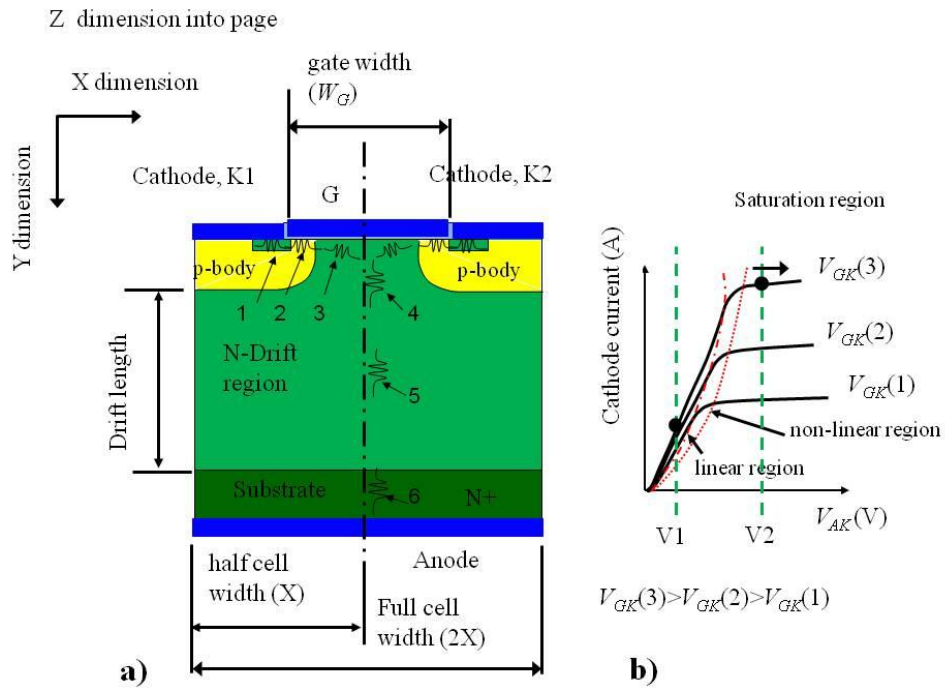 Z dimension into page
X dimension
Y dimension
gate width
(W_G)
Cathode, K1
G
Cathode, K2
p-body
p-body
1
2
3
4
N-Drift
region
5
Drift length
Substrate
6
N+
Anode
half cell
width (X)
Full cell
width (2X)
a)
Saturation region
Cathode current (A)
V_GK(3)
V_GK(2)
V_GK(1)
non-linear region
linear region
V_AK(V)
V1
V2
V_GK(3)>V_GK(2)>V_GK(1)
b)